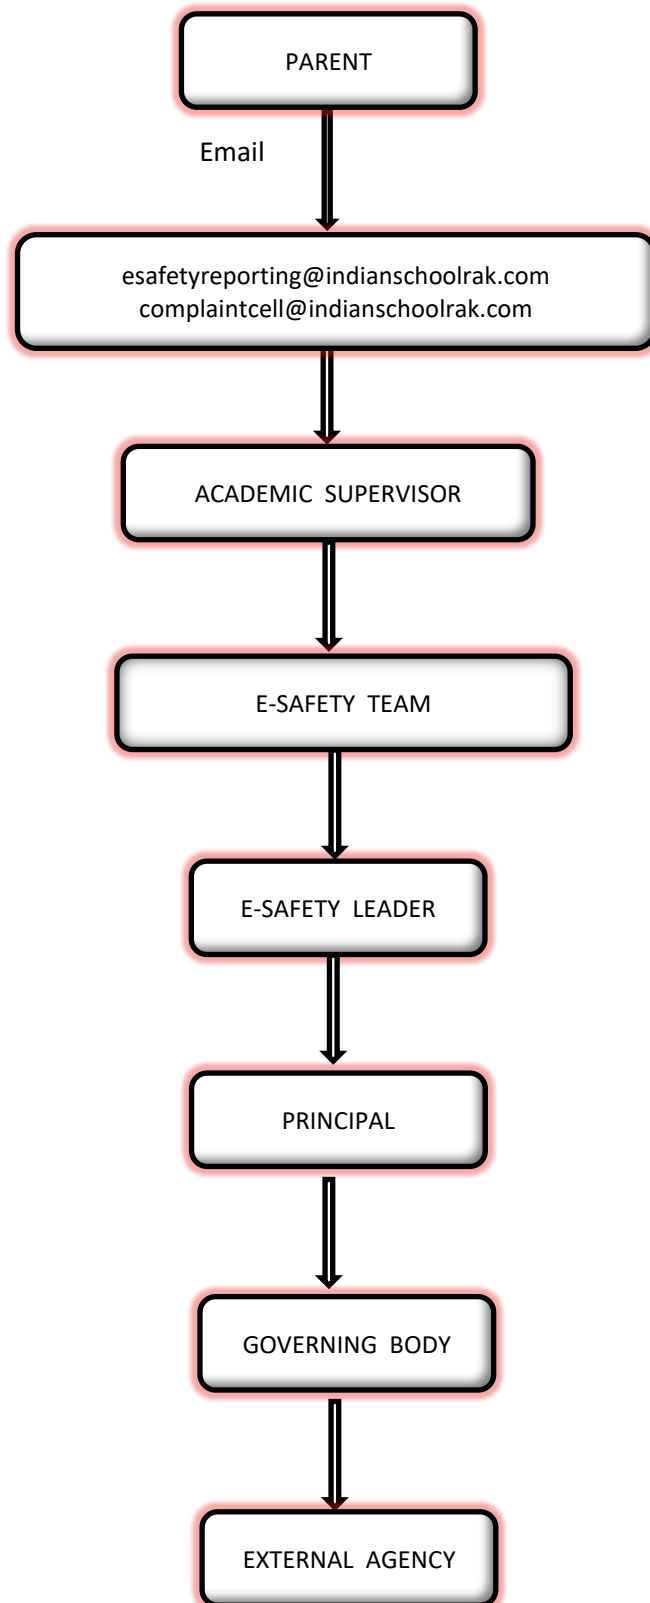 PARENT
Email
esafetyreporting@indianschoolrak.com
complaintcell@indianschoolrak.com
ACADEMIC SUPERVISOR
E-SAFETY TEAM
E-SAFETY LEADER
PRINCIPAL
GOVERNING BODY
EXTERNAL AGENCY